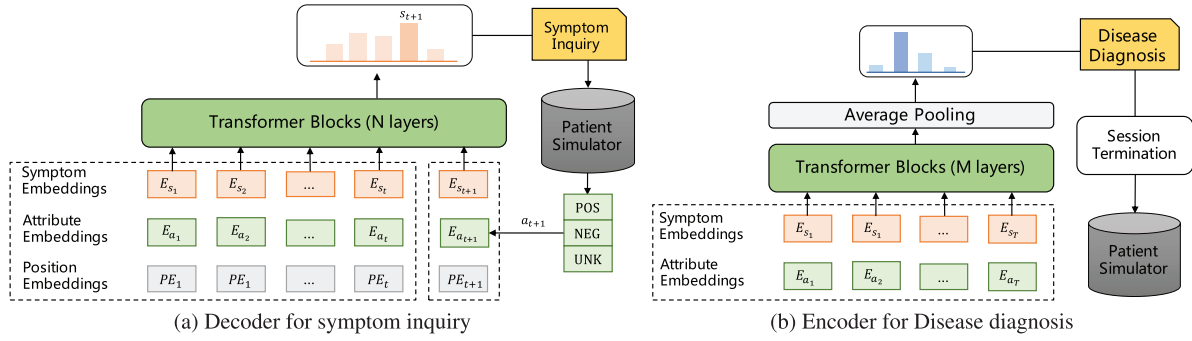 s_{t+1}
Symptom
Inquiry
Transformer Blocks (N layers)
Patient
Simulator
Symptom
Embeddings
E_{s_1} E_{s_2} ... E_{s_t} E_{s_{t+1}}
Attribute
Embeddings
E_{a_1} E_{a_2} ... E_{a_t} E_{a_{t+1}}
a_{t+1}
POS
NEG
UNK
Position
Embeddings
PE_1 PE_1 ... PE_t PE_{t+1}
(a) Decoder for symptom inquiry
Disease
Diagnosis
Average Pooling
Transformer Blocks (M layers)
Session
Termination
Patient
Simulator
Symptom
Embeddings
E_{s_1} E_{s_1} ... E_{s_T}
Attribute
Embeddings
E_{a_1} E_{a_2} ... E_{a_T}
(b) Encoder for Disease diagnosis